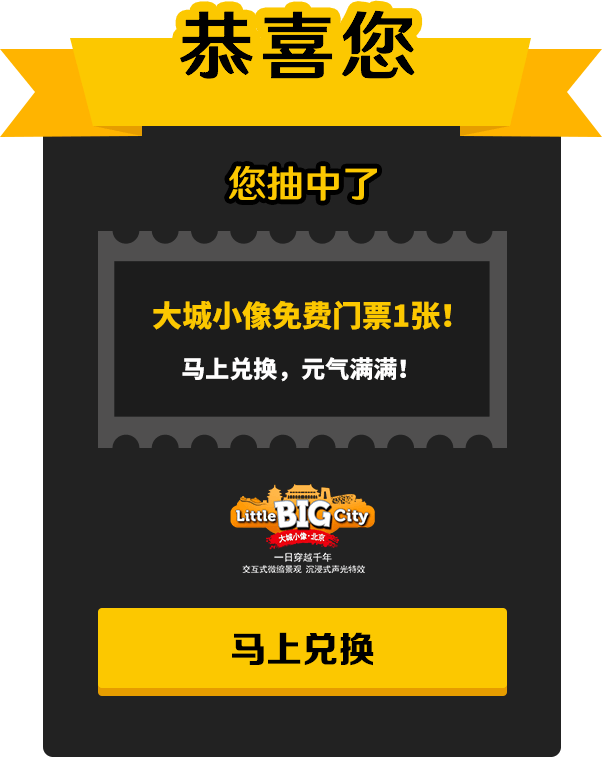 恭喜您
您抽中了
大城小像免费门票1张!
马上兑换，元气满满!
Little BIG City
大城小像·北京
一日穿越千年
交互式微缩景观 沉浸式声光特效
马上兑换